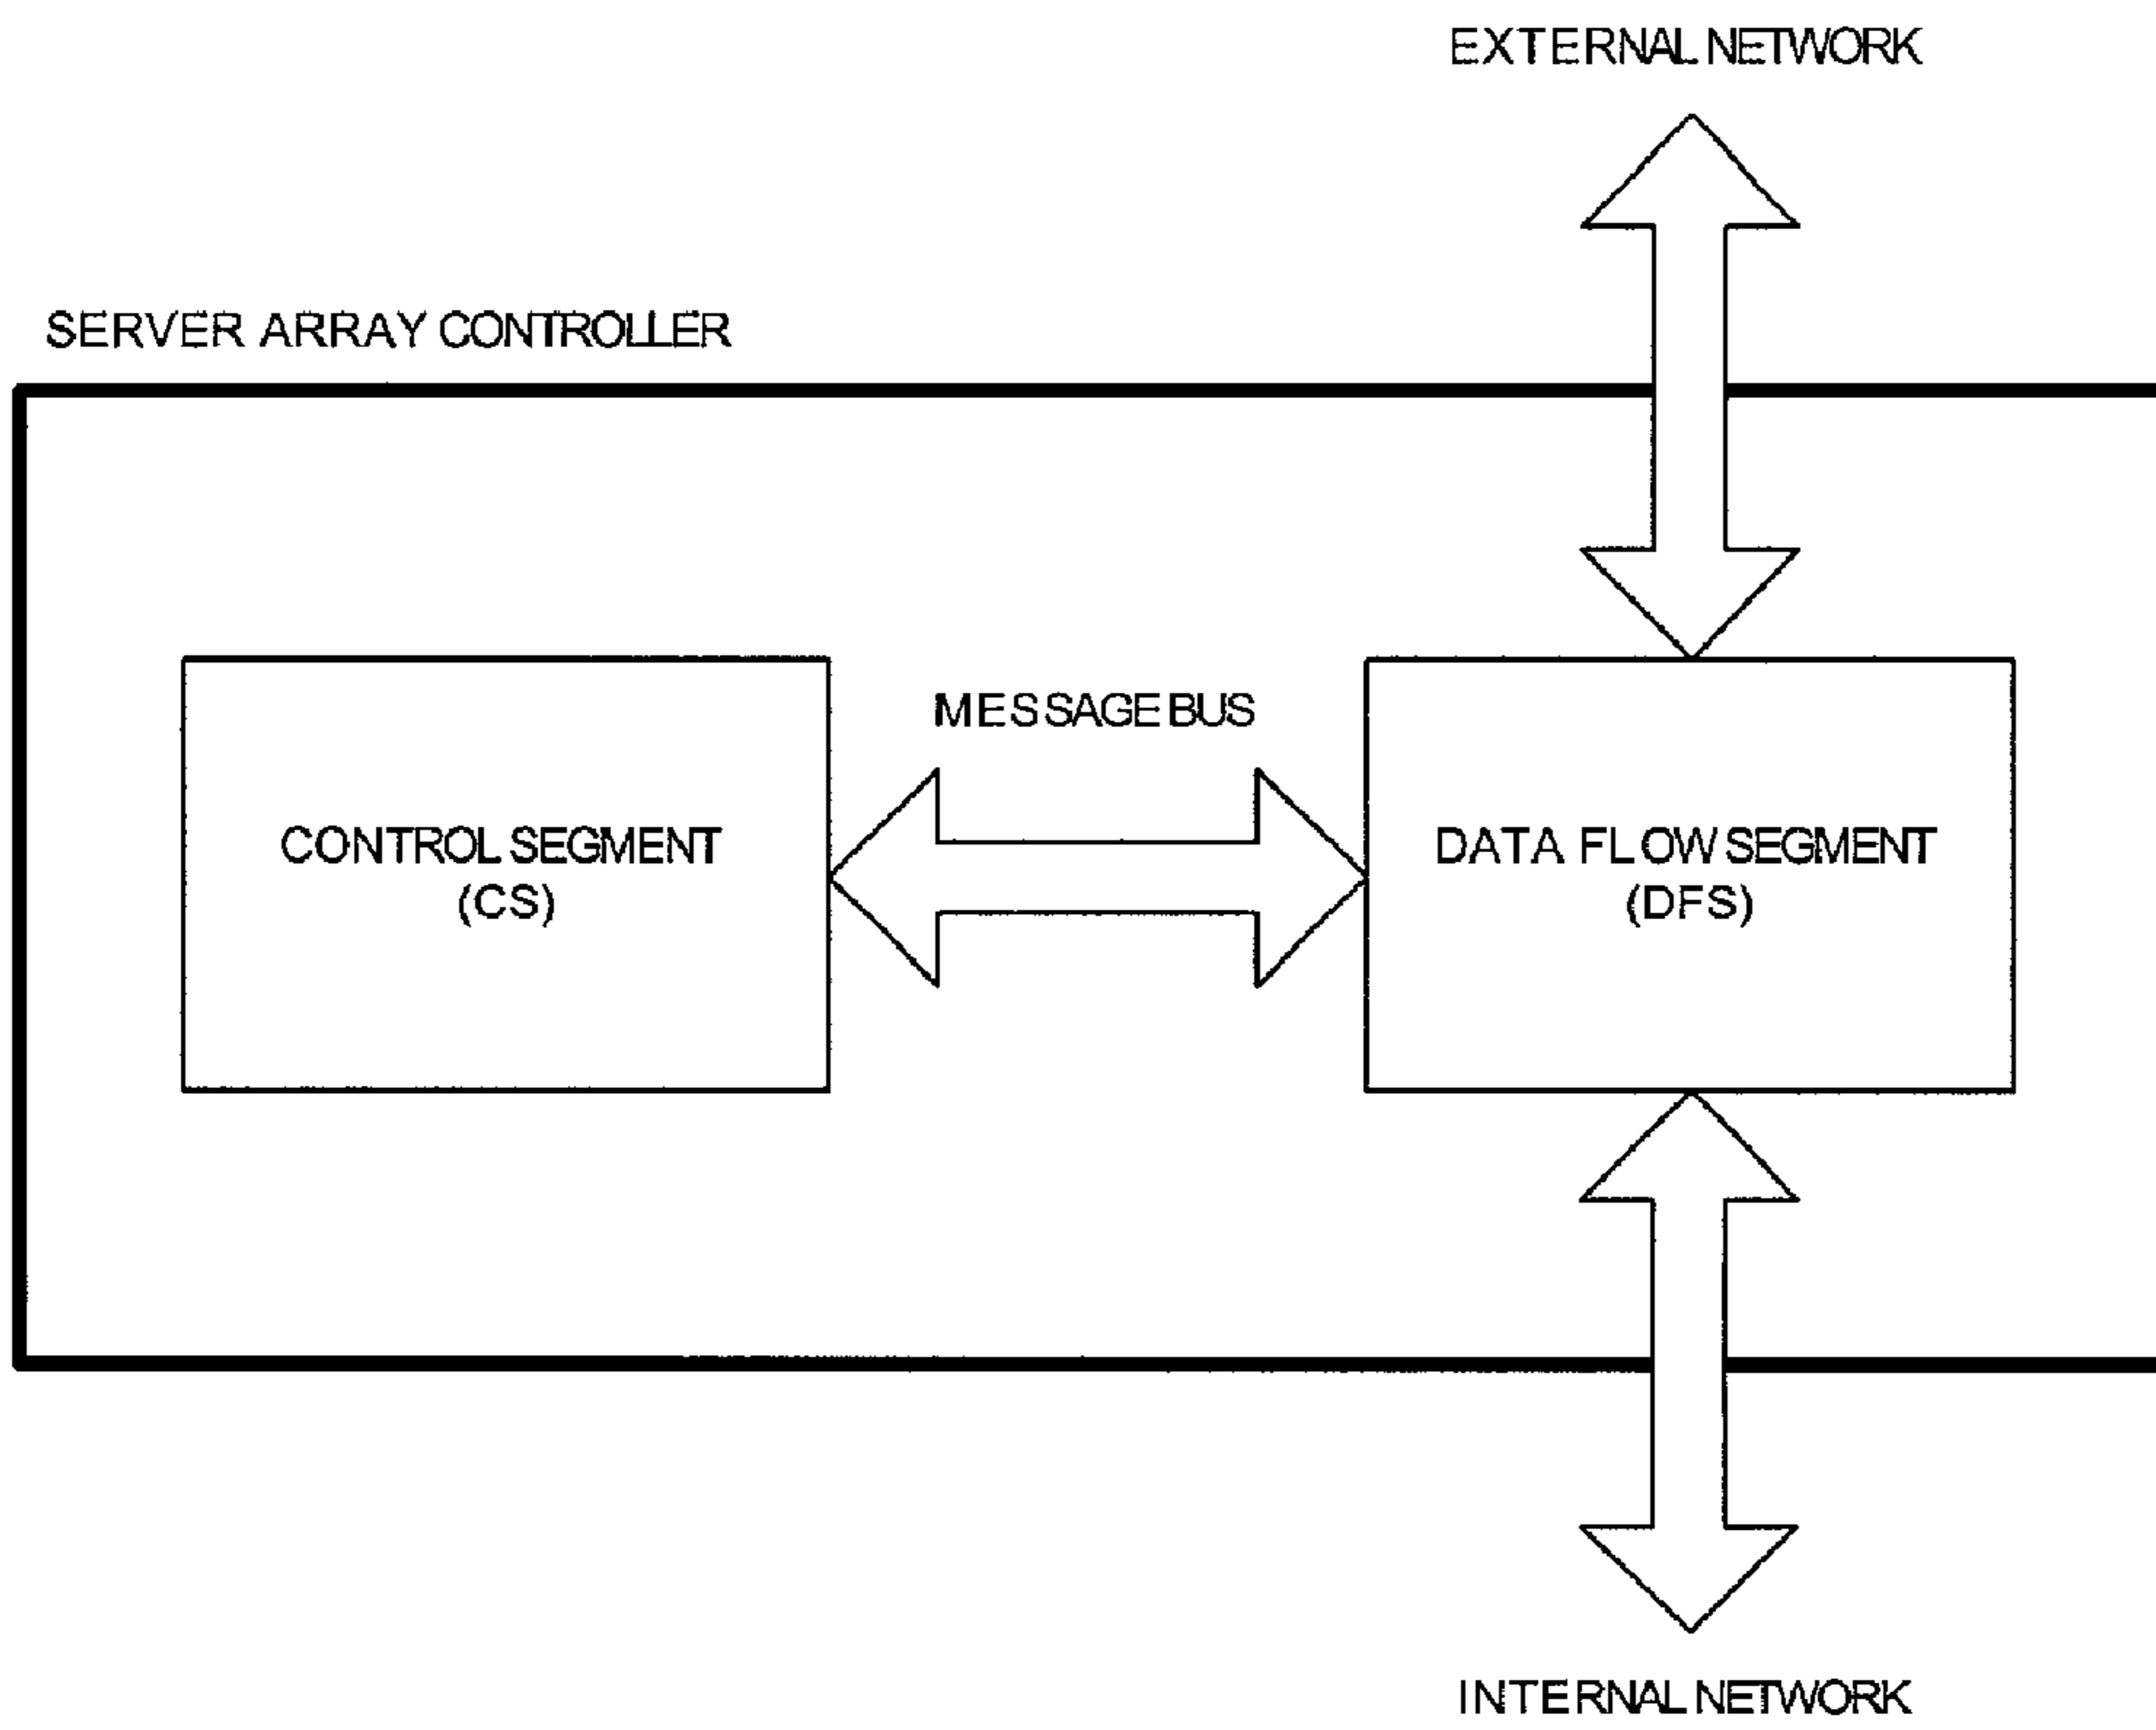 EXTERNAL NETWORK
SERVER ARRAY CONTROLLER
MESSAGE BUS
CONTROL SEGMENT
(CS)
DATA FLOW SEGMENT
(DFS)
INTERNAL NETWORK